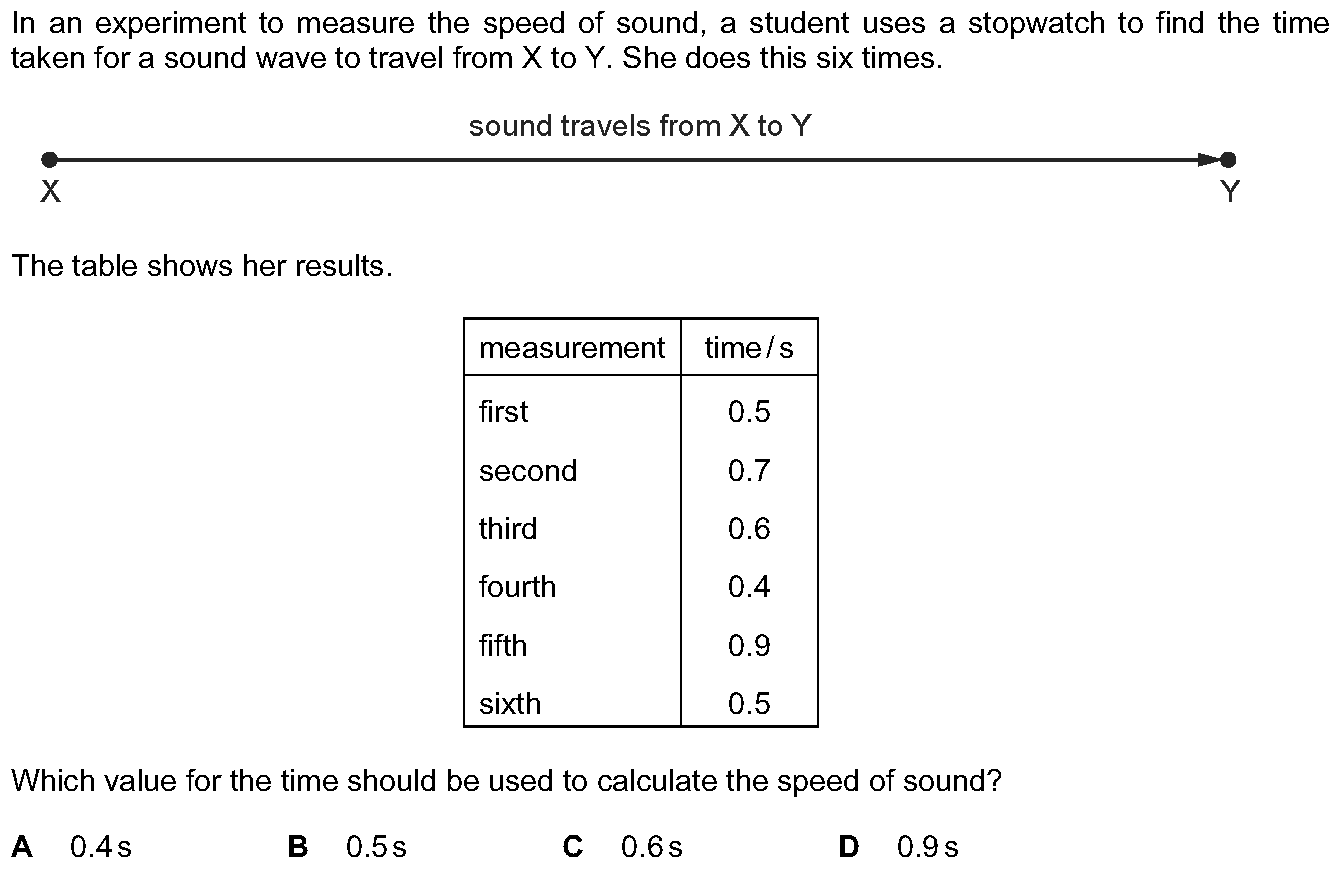 In an experiment to measure the speed of sound, a student uses a stopwatch to find the time
taken for a sound wave to travel from X to Y. She does this six times.
sound travels from X to Y
X Y
The table shows her results.
measurement time / s
first 0.5
second 0.7
third 0.6
fourth 0.4
fifth 0.9
sixth 0.5
Which value for the time should be used to calculate the speed of sound?
A 0.4 s B 0.5 s C 0.6 s D 0.9 s